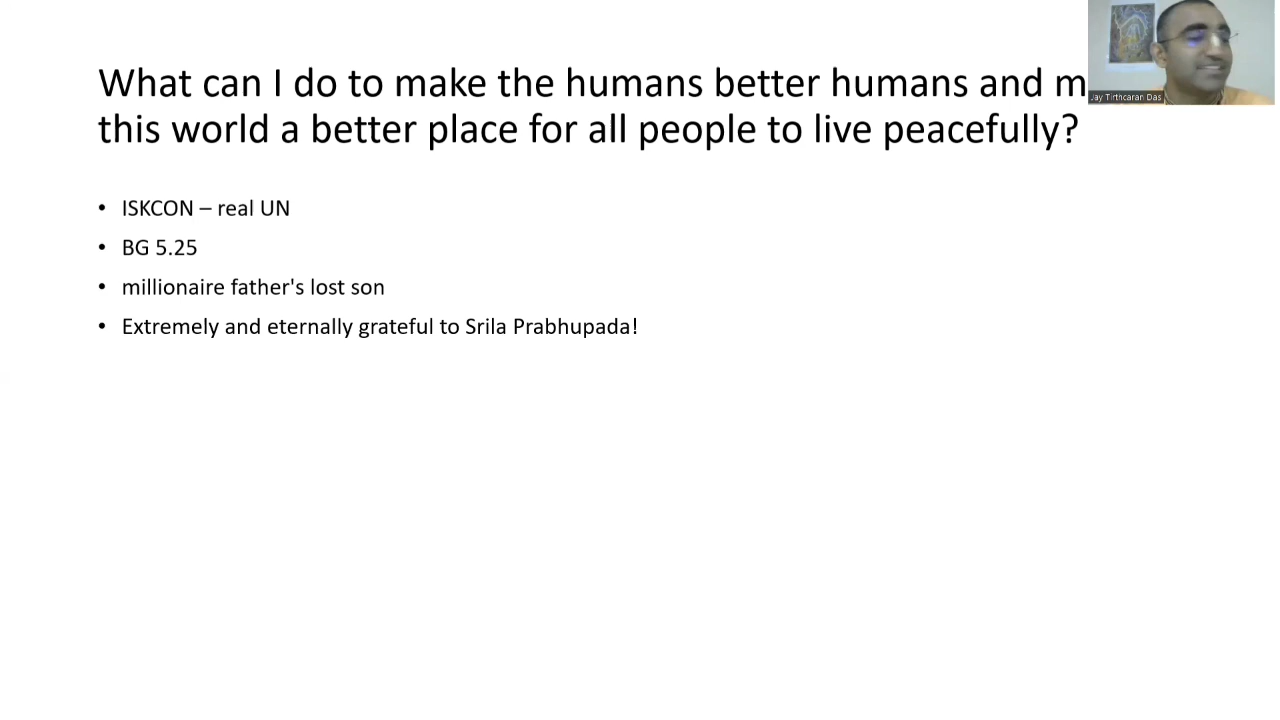 What can I do to make the humans better humans and m
this world a better place for all people to live peacefully?
Jay Tirthcaran Das
• ISKCON – real UN
• BG 5.25
• millionaire father's lost son
• Extremely and eternally grateful to Srila Prabhupada!